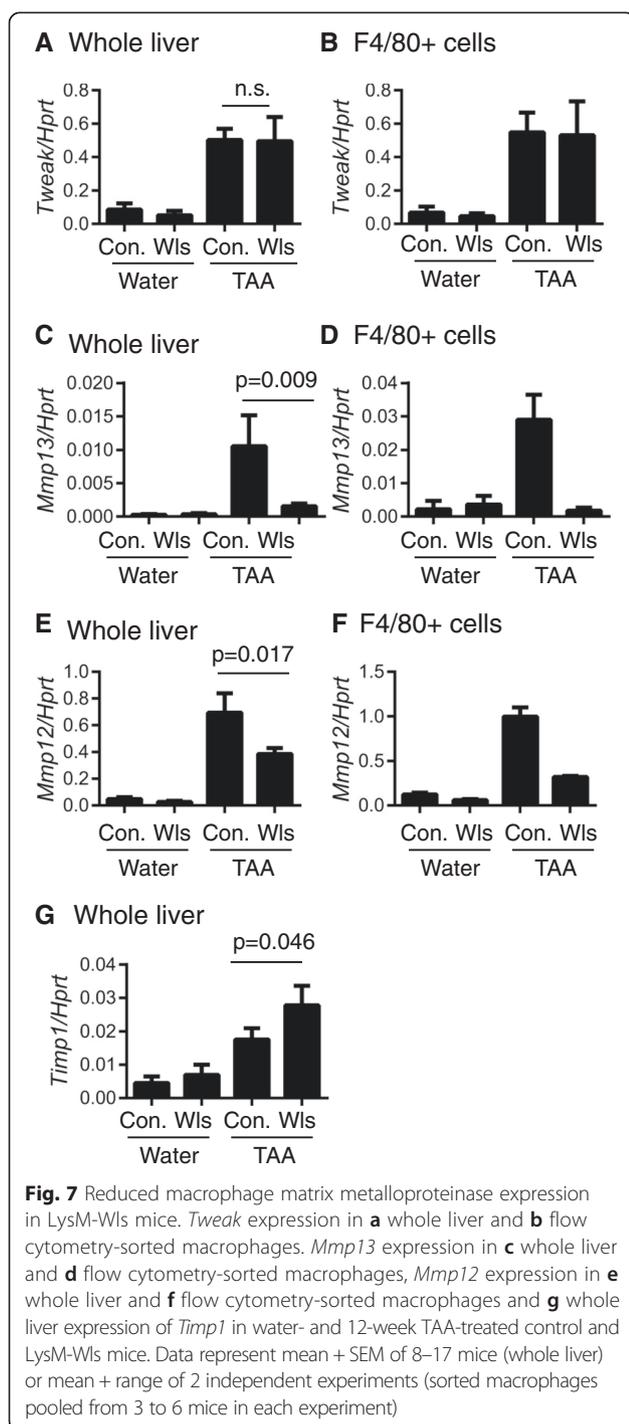 A Whole liver
B F4/80+ cells
n.s.
Tweak/Hprt
0.8
0.6
0.4
0.2
0.0
Con. Wls Con. Wls
Water TAA
Tweak/Hprt
0.8
0.6
0.4
0.2
0.0
Con. Wls Con. Wls
Water TAA
C Whole liver
D F4/80+ cells
p=0.009
Mmp13/Hprt
0.020
0.015
0.010
0.005
0.000
Con. Wls Con. Wls
Water TAA
Mmp13/Hprt
0.04
0.03
0.02
0.01
0.00
Con. Wls Con. Wls
Water TAA
E Whole liver
F F4/80+ cells
p=0.017
Mmp12/Hprt
1.0
0.8
0.6
0.4
0.2
0.0
Con. Wls Con. Wls
Water TAA
Mmp12/Hprt
1.5
1.0
0.5
0.0
Con. Wls Con. Wls
Water TAA
G Whole liver
p=0.046
Timp1/Hprt
0.04
0.03
0.02
0.01
0.00
Con. Wls Con. Wls
Water TAA
Fig. 7 Reduced macrophage matrix metalloproteinase expression
in LysM-Wls mice. Tweak expression in a whole liver and b flow
cytometry-sorted macrophages. Mmp13 expression in c whole liver
and d flow cytometry-sorted macrophages, Mmp12 expression in e
whole liver and f flow cytometry-sorted macrophages and g whole
liver expression of Timp1 in water- and 12-week TAA-treated control and
LysM-Wls mice. Data represent mean + SEM of 8–17 mice (whole liver)
or mean + range of 2 independent experiments (sorted macrophages
pooled from 3 to 6 mice in each experiment)